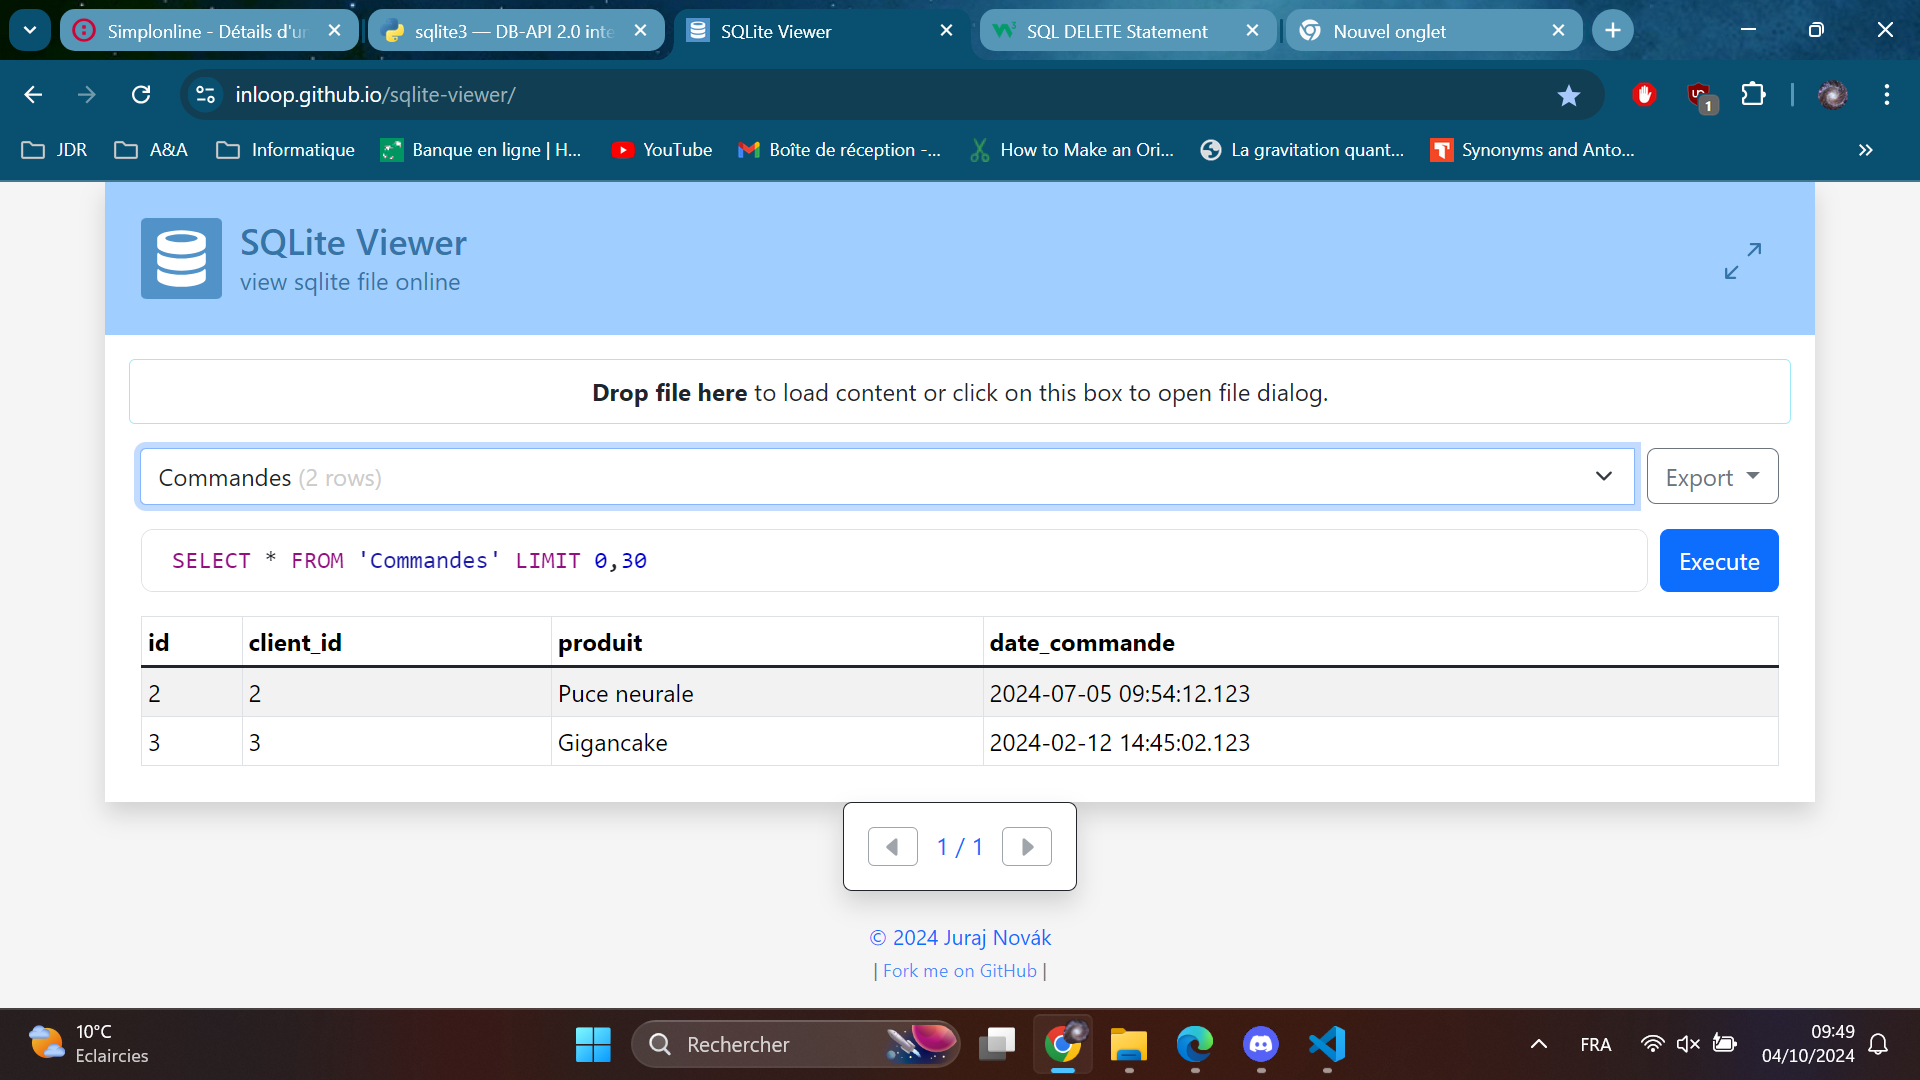 Simplonline - Détails d'ur
sqlite3 — DB-API 2.0 inte
SQLite Viewer
SQL DELETE Statement
Nouvel onglet
inloop.github.io/sqlite-viewer/
1
JDR
A&A
Informatique
Banque en ligne | H...
YouTube
Boîte de réception -...
How to Make an Ori...
La gravitation quant...
Synonyms and Anto...
SQLite Viewer
view sqlite file online
Drop file here to load content or click on this box to open file dialog.
Commandes (2 rows)
Export
SELECT * FROM 'Commandes' LIMIT 0,30
Execute
id client_id produit date_commande
2 2 Puce neurale 2024-07-05 09:54:12.123
3 3 Gigancake 2024-02-12 14:45:02.123
1 / 1
© 2024 Juraj Novák
| Fork me on GitHub |
10°C
Eclaircies
Rechercher
FRA
09:49
04/10/2024